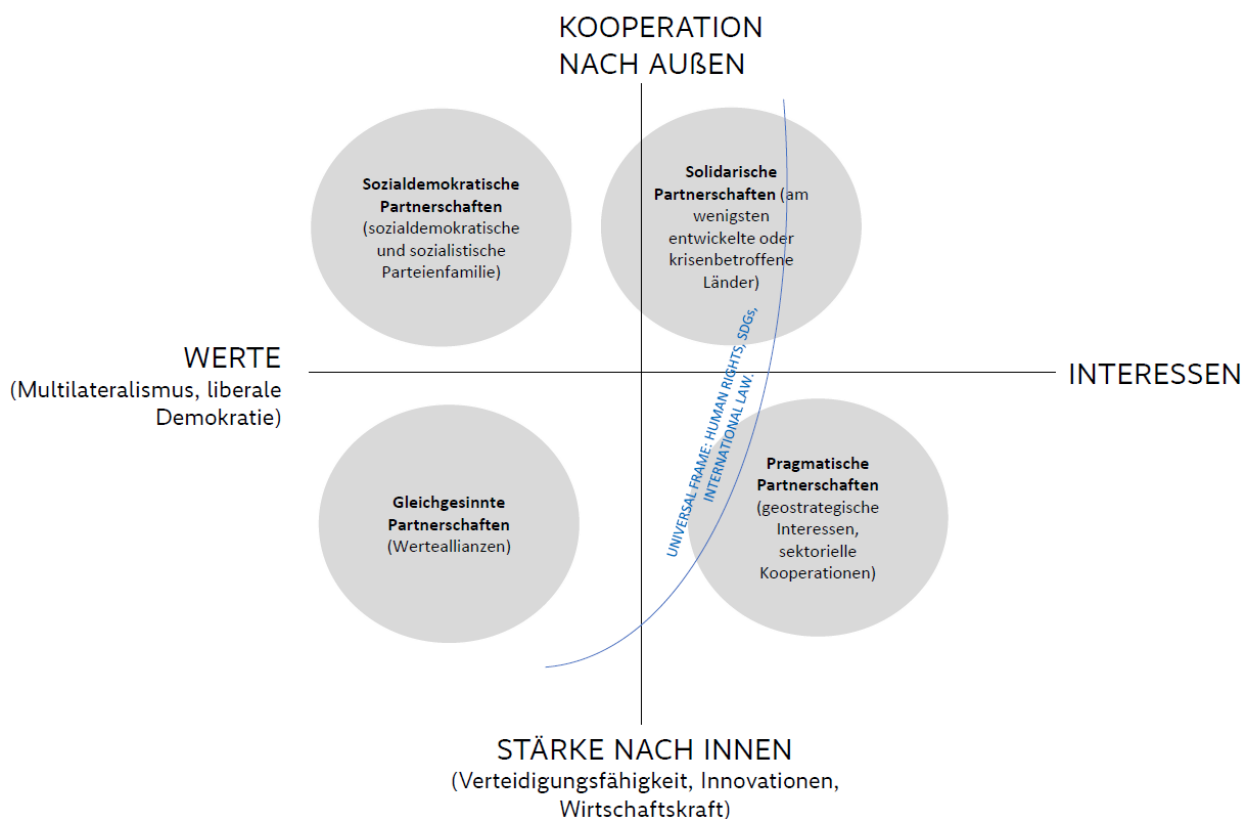 KOOPERATION
NACH AUßEN
Sozialdemokratische
Partnerschaften
(sozialdemokratische
und sozialistische
Parteienfamilie)
Solidarische
Partnerschaften (am
wenigsten
entwickelte oder
krisenbetroffene
Länder)
WERTE
(Multilateralismus, liberale
Demokratie)
INTERESSEN
UNIVERSAL FRAME: HUMAN RIGHTS, SDGs,
INTERNATIONAL LAW.
Gleichgesinnte
Partnerschaften
(Werteallianzen)
Pragmatische
Partnerschaften
(geostrategische
Interessen,
sektorielle
Kooperationen)
STÄRKE NACH INNEN
(Verteidigungsfähigkeit, Innovationen,
Wirtschaftskraft)